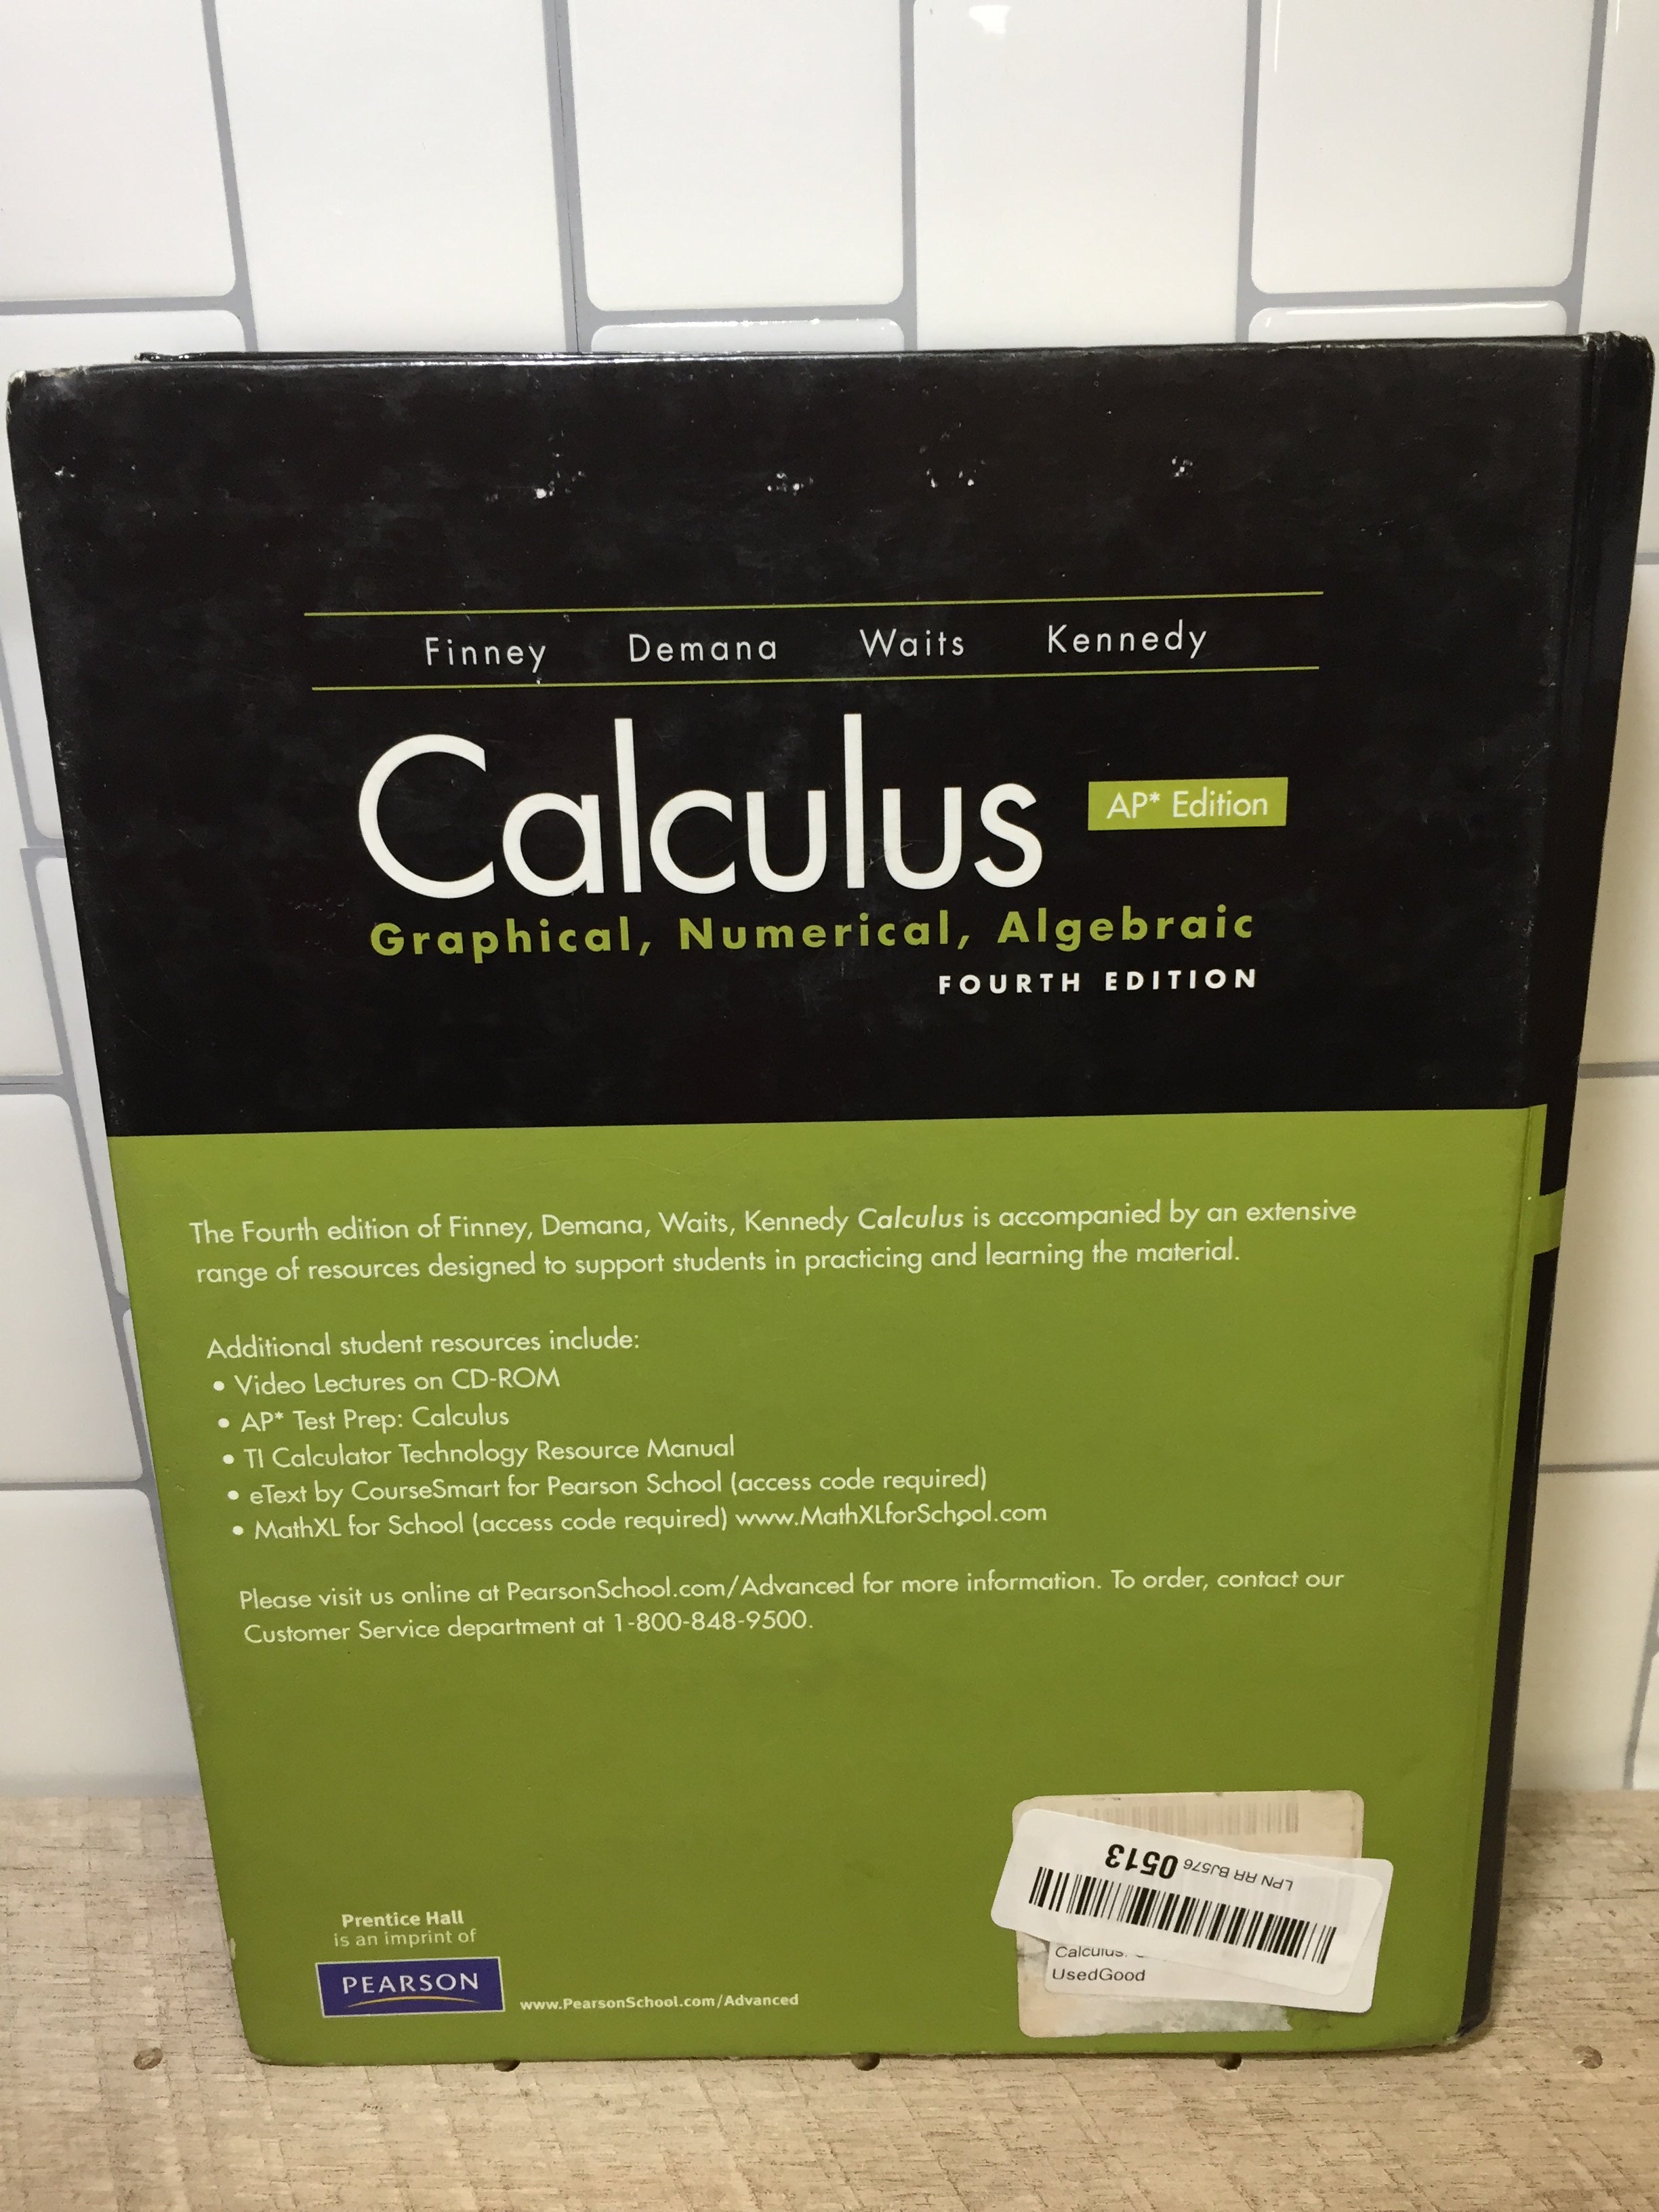 Finney Demana Waits Kennedy
Calculus AP* Edition
Graphical, Numerical, Algebraic
FOURTH EDITION
The Fourth edition of Finney, Demana, Waits, Kennedy Calculus is accompanied by an extensive
range of resources designed to support students in practicing and learning the material.
Additional student resources include:
• Video Lectures on CD-ROM
• AP* Test Prep: Calculus
• TI Calculator Technology Resource Manual
• eText by CourseSmart for Pearson School (access code required)
• MathXL for School (access code required) www.MathXLforSchool.com
Please visit us online at PearsonSchool.com/Advanced for more information. To order, contact our
Customer Service department at 1-800-848-9500.
LPN RR BJ576 0513
Calculus:
UsedGood
Prentice Hall
is an imprint of
PEARSON
www.PearsonSchool.com/Advanced